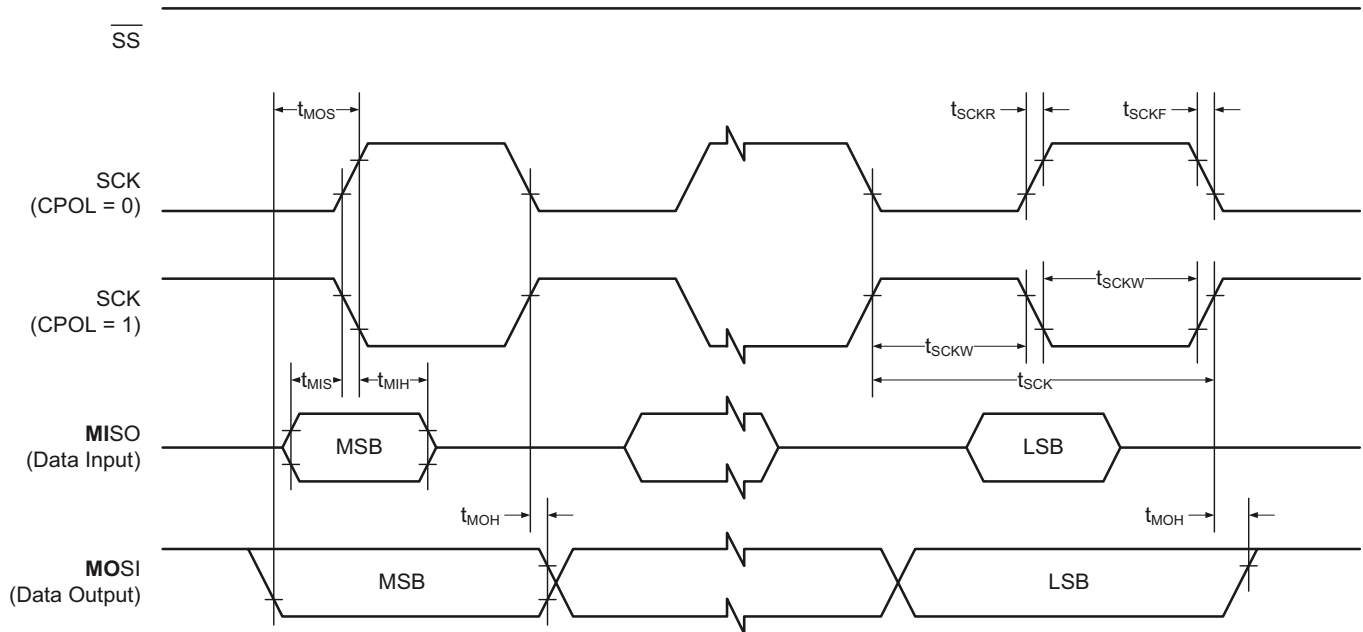 SS
tMOS
tSCKR
tSCKF
SCK
(CPOL = 0)
SCK
(CPOL = 1)
tSCKW
tSCKW
tSCK
tMIS
tMIH
MISO
(Data Input)
MSB
LSB
tMOH
tMOH
MOSI
(Data Output)
MSB
LSB